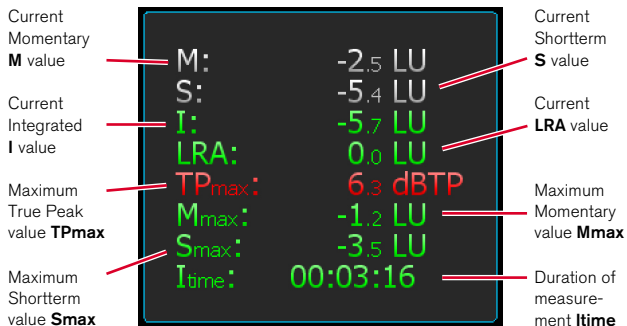 Current
Momentary
M value
Current
Integrated
I value
Maximum
True Peak
value TPmax
Maximum
Shortterm
value Smax
M: -2.5 LU
S: -5.4 LU
I: -5.7 LU
LRA: 0.0 LU
TPmax: 6.3 dBTP
Mmax: -1.2 LU
Smax: -3.5 LU
Itime: 00:03:16
Current
Shortterm
S value
Current
LRA value
Maximum
Momentary
value Mmax
Duration of
measure-
ment Itime